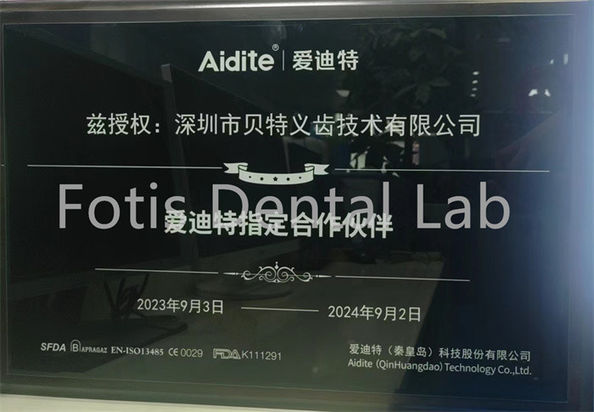 Aidite® | 爱迪特
兹授权：深圳市贝特义齿技术有限公司
爱迪特指定合作伙伴
Fotis Dental Lab
2023年9月3日 2024年9月2日
SFDA B APRAGAZ EN-ISO13485 CE 0029 FDA K111291
爱迪特（秦皇岛）科技股份有限公司
Aidite (QinHuangdao) Technology Co.,Ltd.